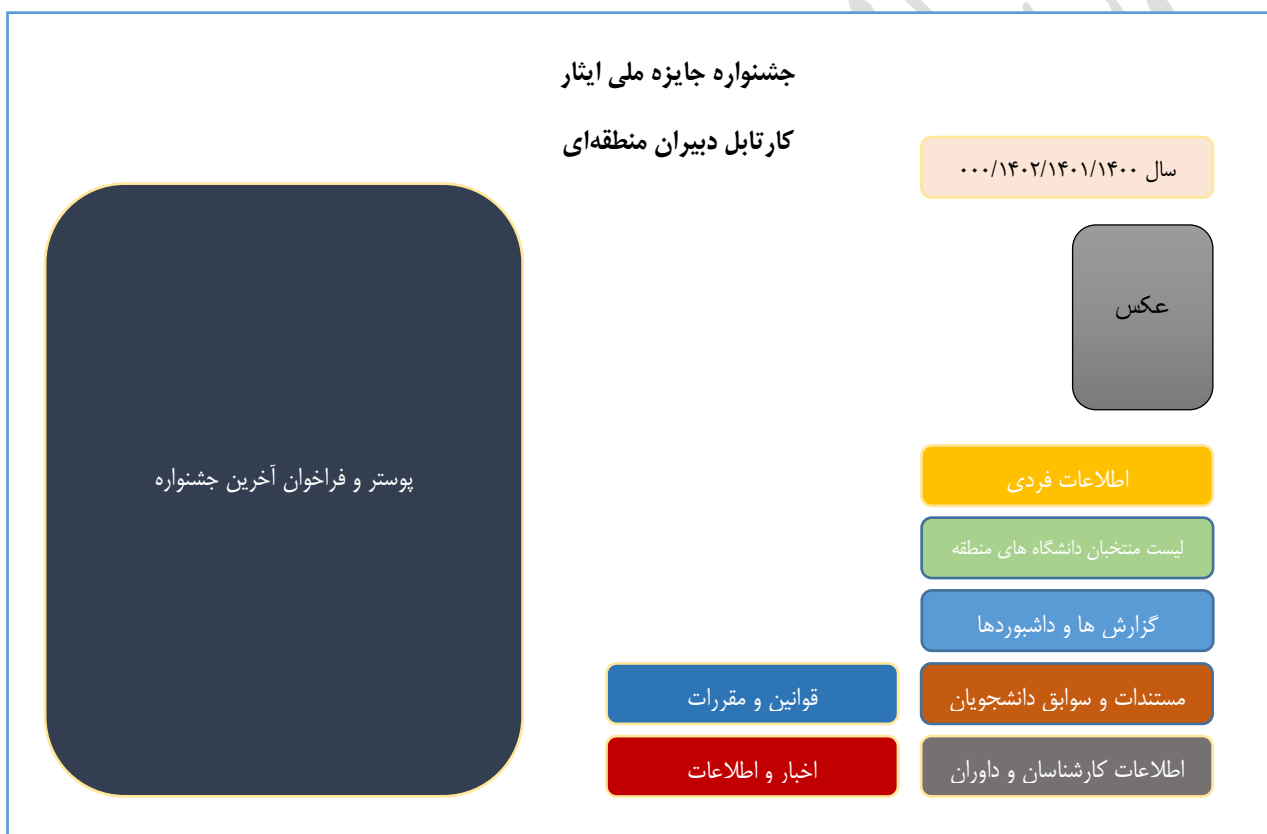 جشنواره جایزه ملی ایثار
کارتابل دبیران منطقه‌ای
سال ۱۴۰۰/۱۴۰۱/۱۴۰۲/۰۰۰
عکس
پوستر و فراخوان آخرین جشنواره
اطلاعات فردی
لیست منتخبان دانشگاه های منطقه
گزارش ها و داشبوردها
مستندات و سوابق دانشجویان
قوانین و مقررات
اطلاعات کارشناسان و داوران
اخبار و اطلاعات